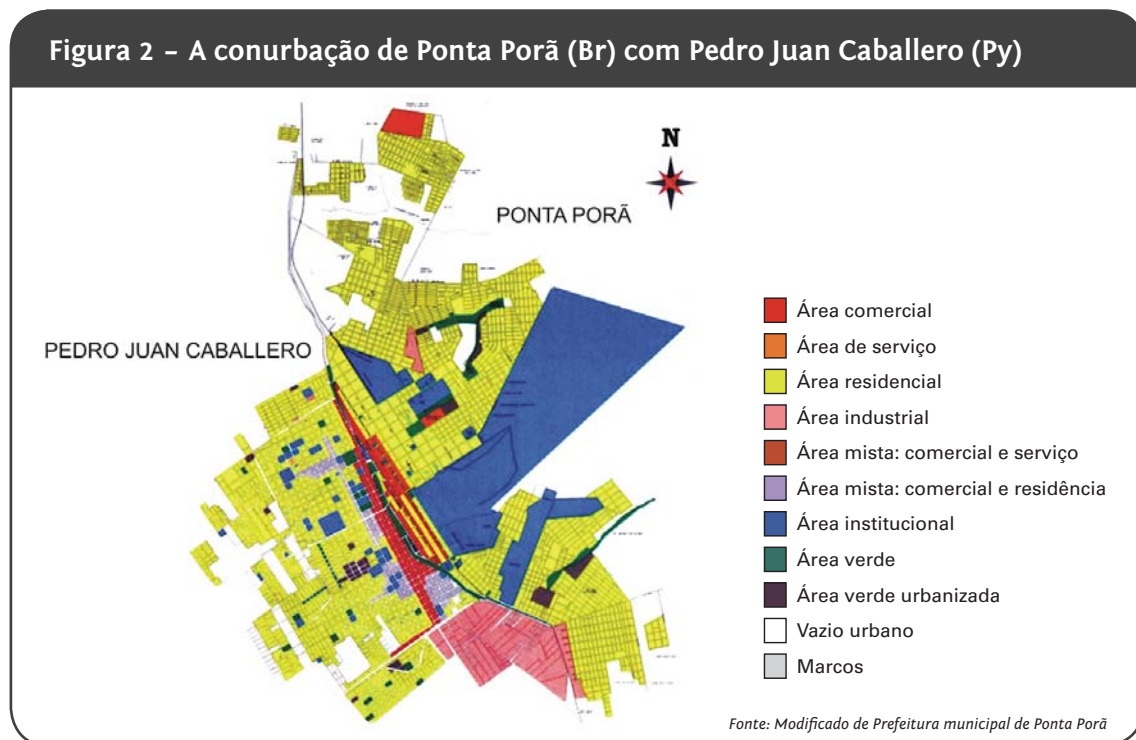 Figura 2 – A conurbação de Ponta Porã (Br) com Pedro Juan Caballero (Py)
N
PONTA PORÃ
PEDRO JUAN CABALLERO
Área comercial
Área de serviço
Área residencial
Área industrial
Área mista: comercial e serviço
Área mista: comercial e residência
Área institucional
Área verde
Área verde urbanizada
Vazio urbano
Marcos
Fonte: Modificado de Prefeitura municipal de Ponta Porã